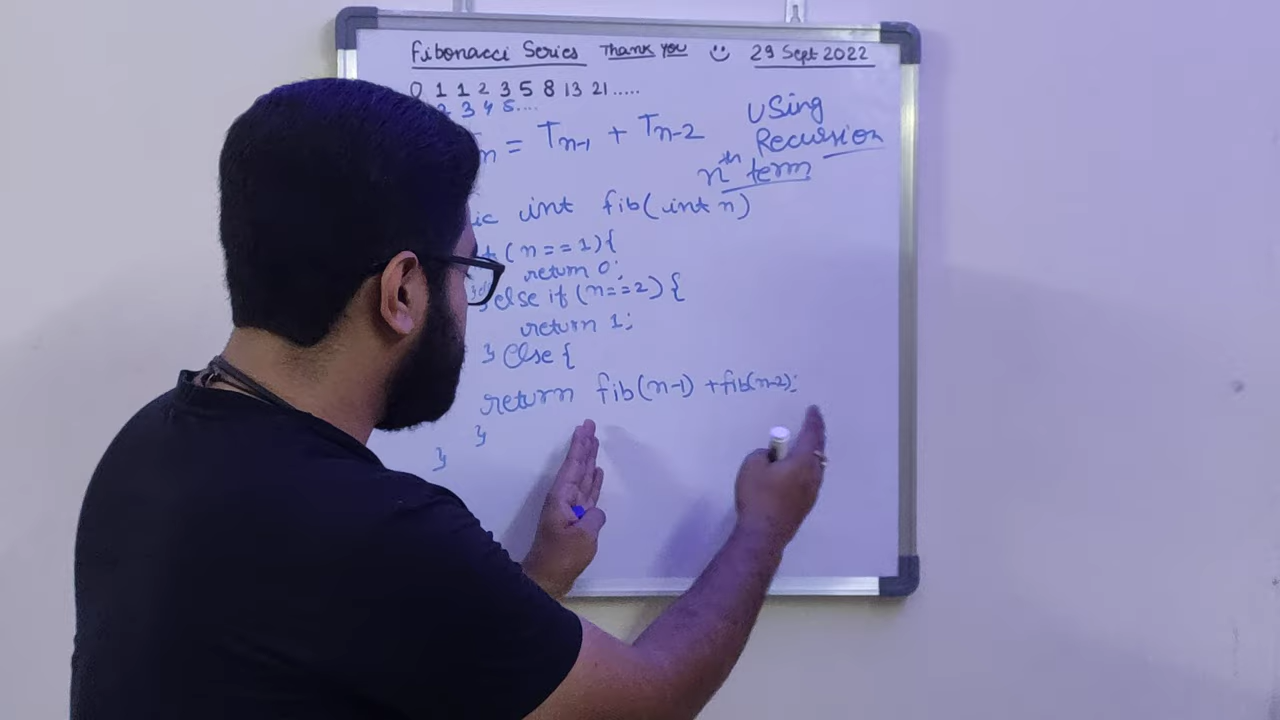 Fibonacci Series Thank you 29 Sept 2022
0 1 1 2 3 5 8 13 21 .....
2 3 4 5....
n = Tn-1 + Tn-2
Using
Recursion
nth term
ic int fib(int n)
(n==1){
return 0;
}else if (n==2) {
return 1;
} else {
return fib(n-1) +fib(n-2);
}
}